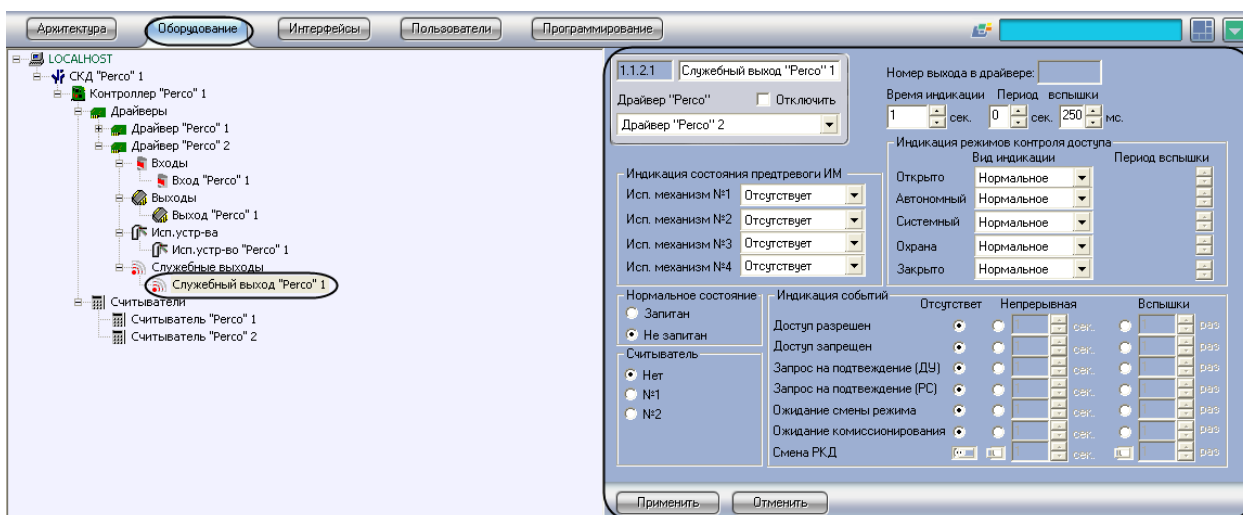 Архитектура Оборудование Интерфейсы Пользователи Программирование
LOCALHOST
СКД "Perco" 1
Контроллер "Perco" 1
Драйверы
Драйвер "Perco" 1
Драйвер "Perco" 2
Входы
Вход "Perco" 1
Выходы
Выход "Perco" 1
Исп.устр-ва
Исп.устр-во "Perco" 1
Служебные выходы
Служебный выход "Perco" 1
Считыватели
Считыватель "Perco" 1
Считыватель "Perco" 2
1.1.2.1 Служебный выход "Perco" 1
Драйвер "Perco" Отключить
Драйвер "Perco" 2
Номер выхода в драйвере:
Время индикации Период вспышки
1 сек. 0 сек. 250 мс.
Индикация состояния предтревоги ИМ
Исп. механизм №1 Отсутствует
Исп. механизм №2 Отсутствует
Исп. механизм №3 Отсутствует
Исп. механизм №4 Отсутствует
Индикация режимов контроля доступа
Вид индикации Период вспышки
Открыто Нормальное
Автономный Нормальное
Системный Нормальное
Охрана Нормальное
Закрыто Нормальное
Нормальное состояние
Запитан
Не запитан
Считыватель
Нет
№1
№2
Индикация событий
Отсутствет Непрерывная Вспышки
Доступ разрешен сек. раз
Доступ запрещен сек. раз
Запрос на подтвеждение (ДУ) сек. раз
Запрос на подтвеждение (РС) сек. раз
Ожидание смены режима сек. раз
Ожидание комиссионирования сек. раз
Смена РКД сек. раз
Применить Отменить